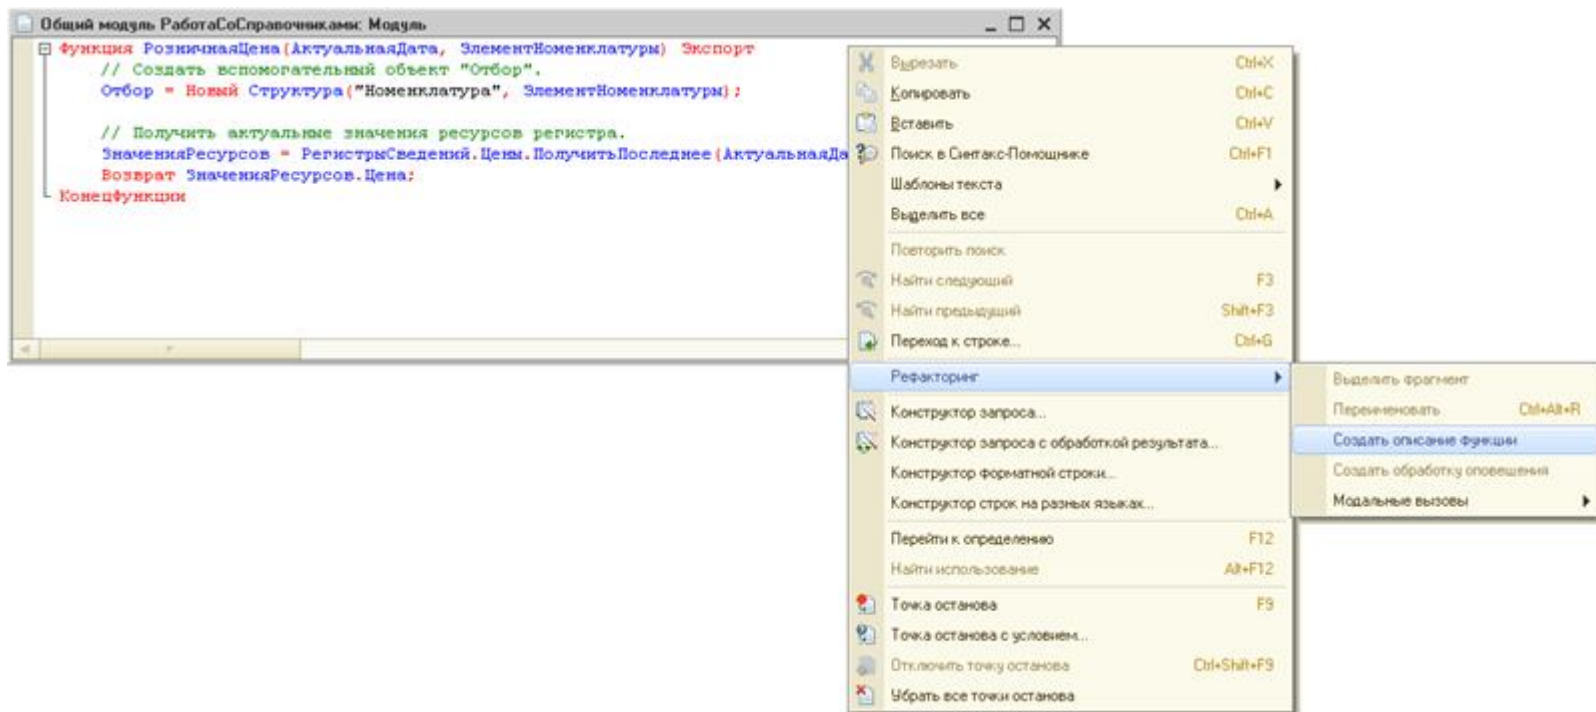 Общий модуль РаботаСоСправочниками: Модуль
Функция РозничнаяЦена(АктуальнаяДата, ЭлементНоменклатуры) Экспорт
// Создать вспомогательный объект "Отбор".
Отбор = Новый Структура("Номенклатура", ЭлементНоменклатуры);
// Получить актуальные значения ресурсов регистра.
ЗначенияРесурсов = РегистрыСведений.Цены.ПолучитьПоследнее(АктуальнаяДа
Возврат ЗначенияРесурсов.Цена;
КонецФункции
Вырезать Ctrl+X
Копировать Ctrl+C
Вставить Ctrl+V
Поиск в Синтакс-Помощнике Ctrl+F1
Шаблоны текста
Выделить все Ctrl+A
Повторить поиск
Найти следующий F3
Найти предыдущий Shift+F3
Переход к строке... Ctrl+G
Рефакторинг
Конструктор запроса...
Конструктор запроса с обработкой результата...
Конструктор форматной строки...
Конструктор строк на разных языках...
Перейти к определению F12
Найти использование Alt+F12
Точка останова F9
Точка останова с условием...
Отключить точку останова Ctrl+Shift+F9
Убрать все точки останова
Выделить фрагмент
Переименовать Ctrl+Alt+R
Создать описание функции
Создать обработку оповещения
Модальные вызовы